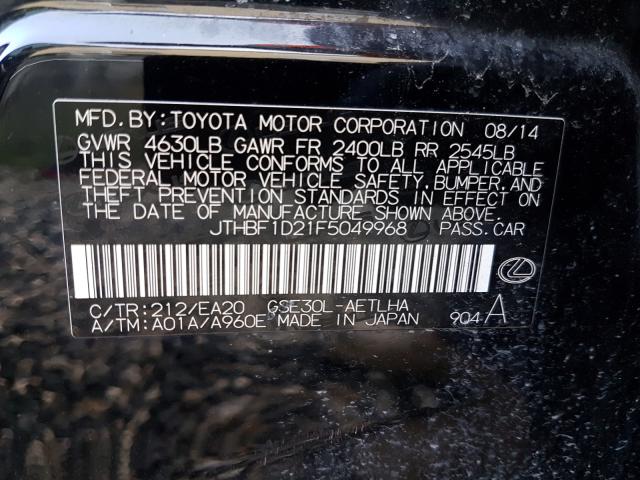 MFD. BY: TOYOTA MOTOR CORPORATION 08/14
GVWR 4630LB GAWR FR 2400LB RR 2545LB
THIS VEHICLE CONFORMS TO ALL APPLICABLE
FEDERAL MOTOR VEHICLE SAFETY, BUMPER, AND
THEFT PREVENTION STANDARDS IN EFFECT ON
THE DATE OF MANUFACTURE SHOWN ABOVE.
JTHBF1D21F5049968 PASS. CAR
C/TR: 212/EA20 GSE30L-AETLHA
A/TM: A01A/A960E MADE IN JAPAN 904 A